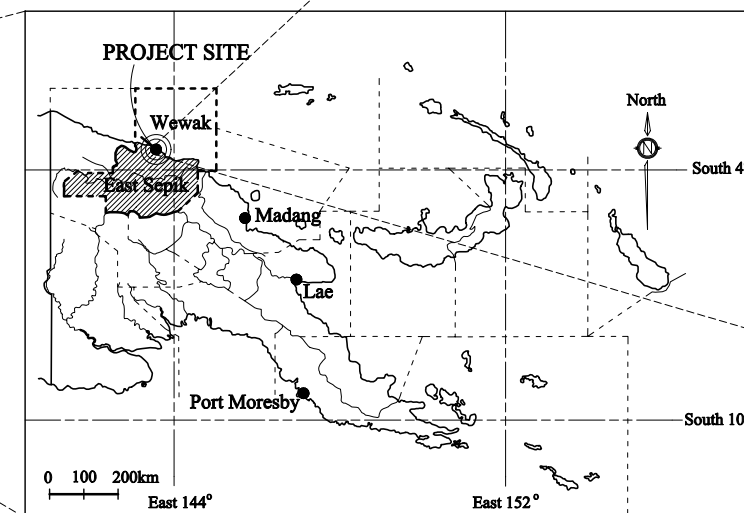 PROJECT SITE
Wewak
North
N
South 4
East Sepik
Madang
Lae
Port Moresby
South 10
0 100 200km
East 144°
East 152°